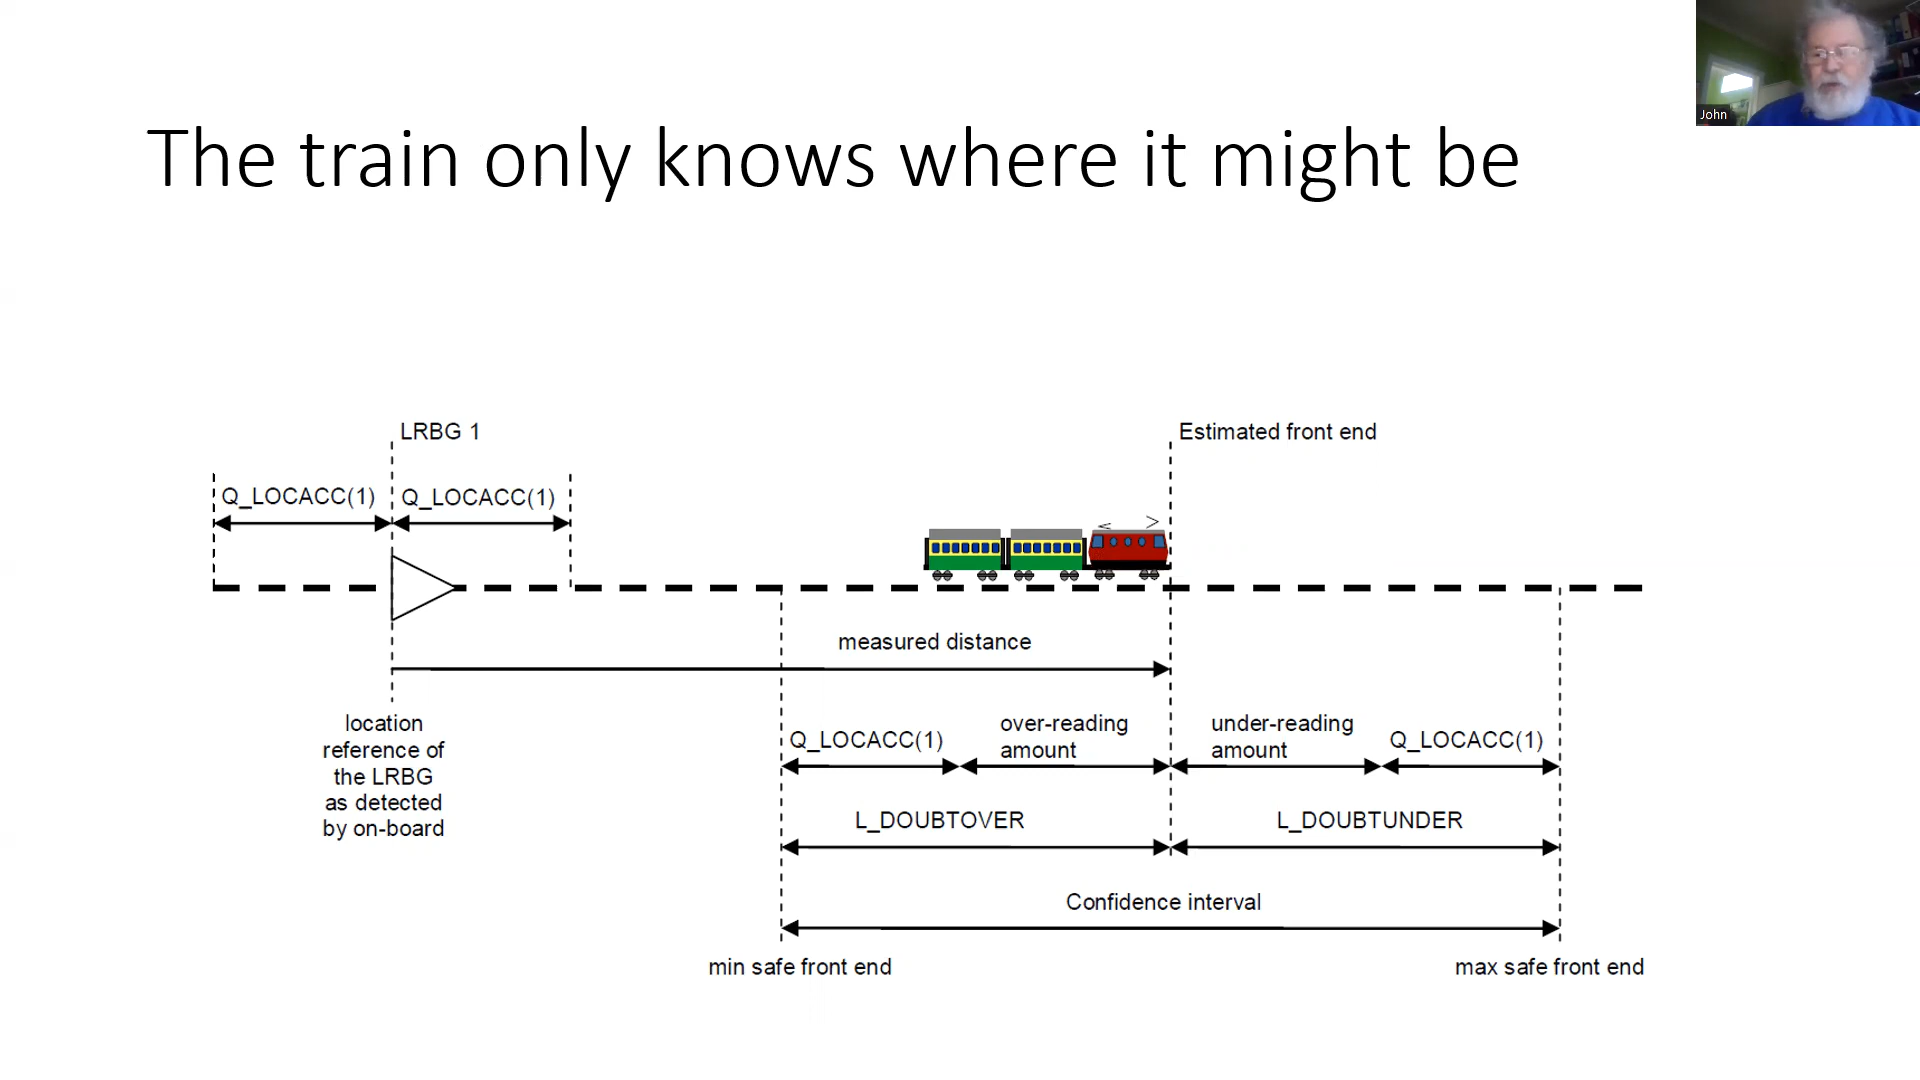 The train only knows where it might be
John
LRBG 1
Estimated front end
Q_LOCACC(1)
Q_LOCACC(1)
< >
measured distance
location
reference of
the LRBG
as detected
by on-board
Q_LOCACC(1)
over-reading
amount
under-reading
amount
Q_LOCACC(1)
L_DOUBTOVER
L_DOUBTUNDER
Confidence interval
min safe front end
max safe front end